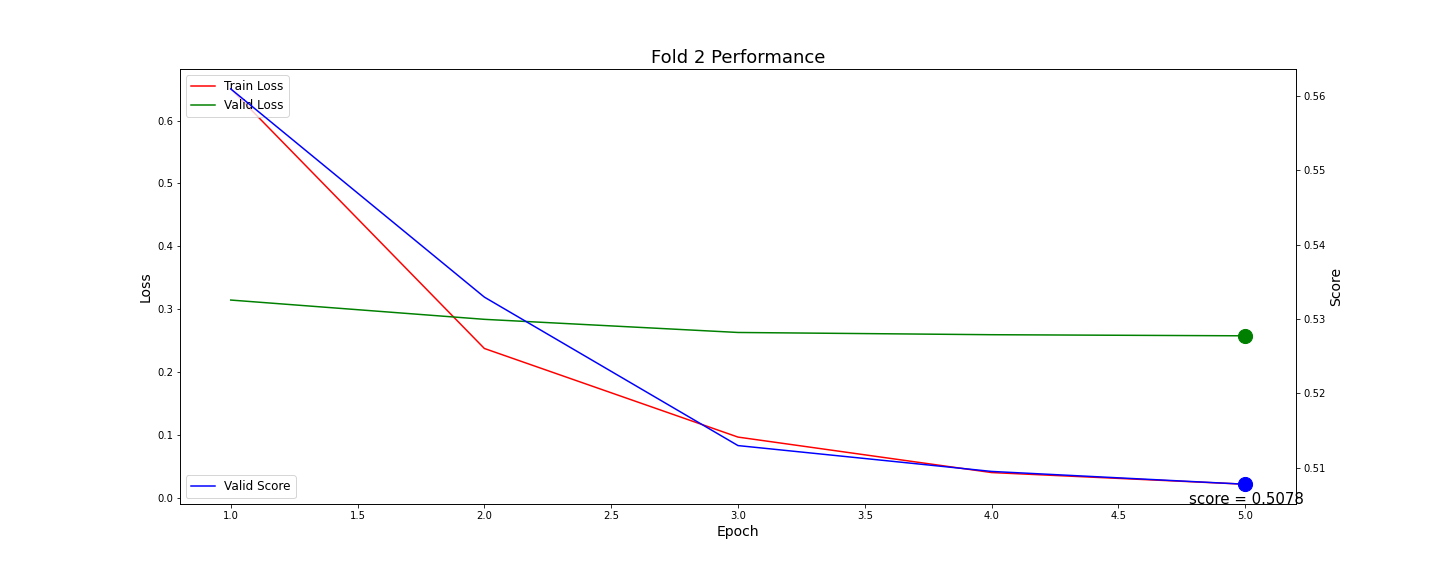 Fold 2 Performance
Train Loss
Valid Loss
Valid Score
0.6
0.5
0.4
0.3
0.2
0.1
0.0
Loss
0.56
0.55
0.54
0.53
0.52
0.51
Score
score = 0.5078
1.0 1.5 2.0 2.5 3.0 3.5 4.0 4.5 5.0
Epoch